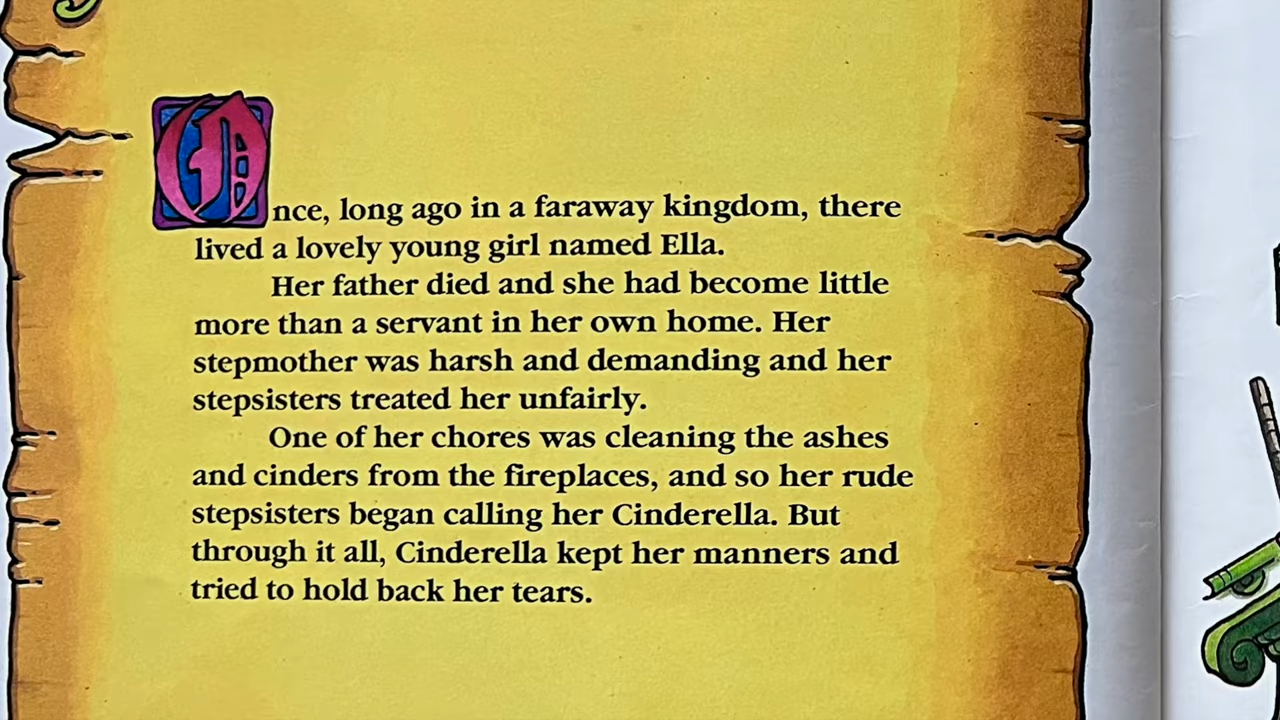 Once, long ago in a faraway kingdom, there
lived a lovely young girl named Ella.
Her father died and she had become little
more than a servant in her own home. Her
stepmother was harsh and demanding and her
stepsisters treated her unfairly.
One of her chores was cleaning the ashes
and cinders from the fireplaces, and so her rude
stepsisters began calling her Cinderella. But
through it all, Cinderella kept her manners and
tried to hold back her tears.